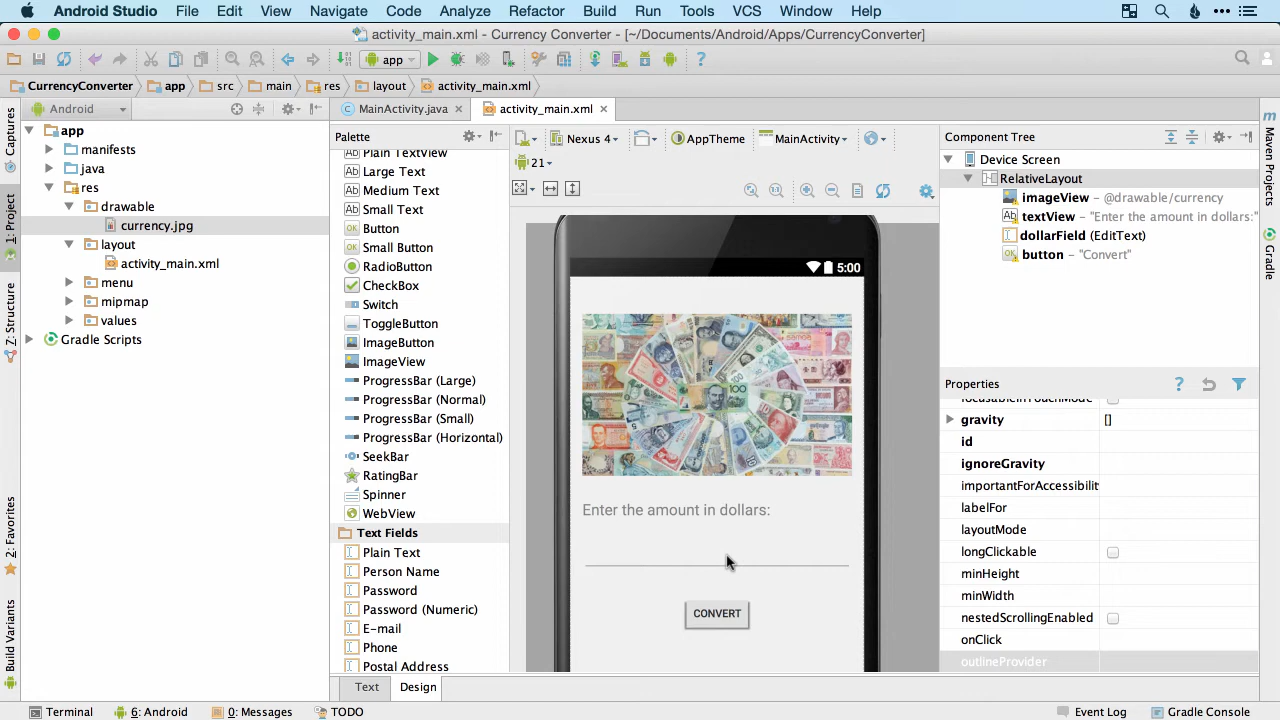 Android Studio File Edit View Navigate Code Analyze Refactor Build Run Tools VCS Window Help
activity_main.xml - Currency Converter - [~/Documents/Android/Apps/CurrencyConverter]
app
CurrencyConverter app src main res layout activity_main.xml
Android
MainActivity.java
activity_main.xml
Captures
1: Project
Z: Structure
2: Favorites
Build Variants
app
manifests
java
res
drawable
currency.jpg
layout
activity_main.xml
menu
mipmap
values
Gradle Scripts
Palette
Plain TextView
Large Text
Medium Text
Small Text
Button
Small Button
RadioButton
CheckBox
Switch
ToggleButton
ImageButton
ImageView
ProgressBar (Large)
ProgressBar (Normal)
ProgressBar (Small)
ProgressBar (Horizontal)
SeekBar
RatingBar
Spinner
WebView
Text Fields
Plain Text
Person Name
Password
Password (Numeric)
E-mail
Phone
Postal Address
Text Design
Nexus 4 AppTheme MainActivity
21
5:00
100
Enter the amount in dollars:
CONVERT
Component Tree
Device Screen
RelativeLayout
imageView – @drawable/currency
textView – "Enter the amount in dollars:"
dollarField (EditText)
button – "Convert"
Properties
focusableInTouchMode
gravity []
id
ignoreGravity
importantForAccessibilit
labelFor
layoutMode
longClickable
minHeight
minWidth
nestedScrollingEnabled
onClick
outlineProvider
Maven Projects
Gradle
Terminal 6: Android 0: Messages TODO Event Log Gradle Console